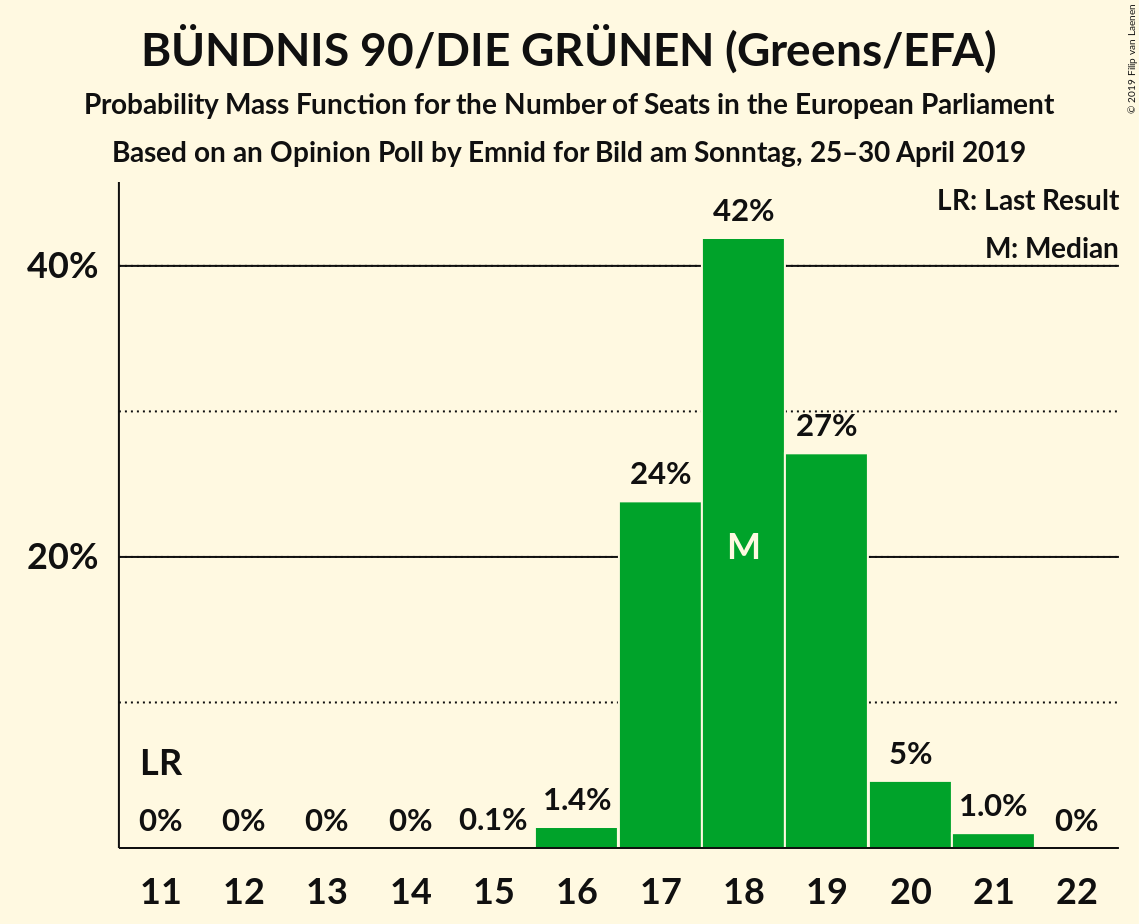 BÜNDNIS 90/DIE GRÜNEN (Greens/EFA)
Probability Mass Function for the Number of Seats in the European Parliament
Based on an Opinion Poll by Emnid for Bild am Sonntag, 25–30 April 2019
© 2019 Filip van Laenen
LR: Last Result
M: Median
40%
20%
42%
27%
24%
M
LR
5%
1.4%
1.0%
0% 0% 0% 0% 0.1% 0%
11 12 13 14 15 16 17 18 19 20 21 22